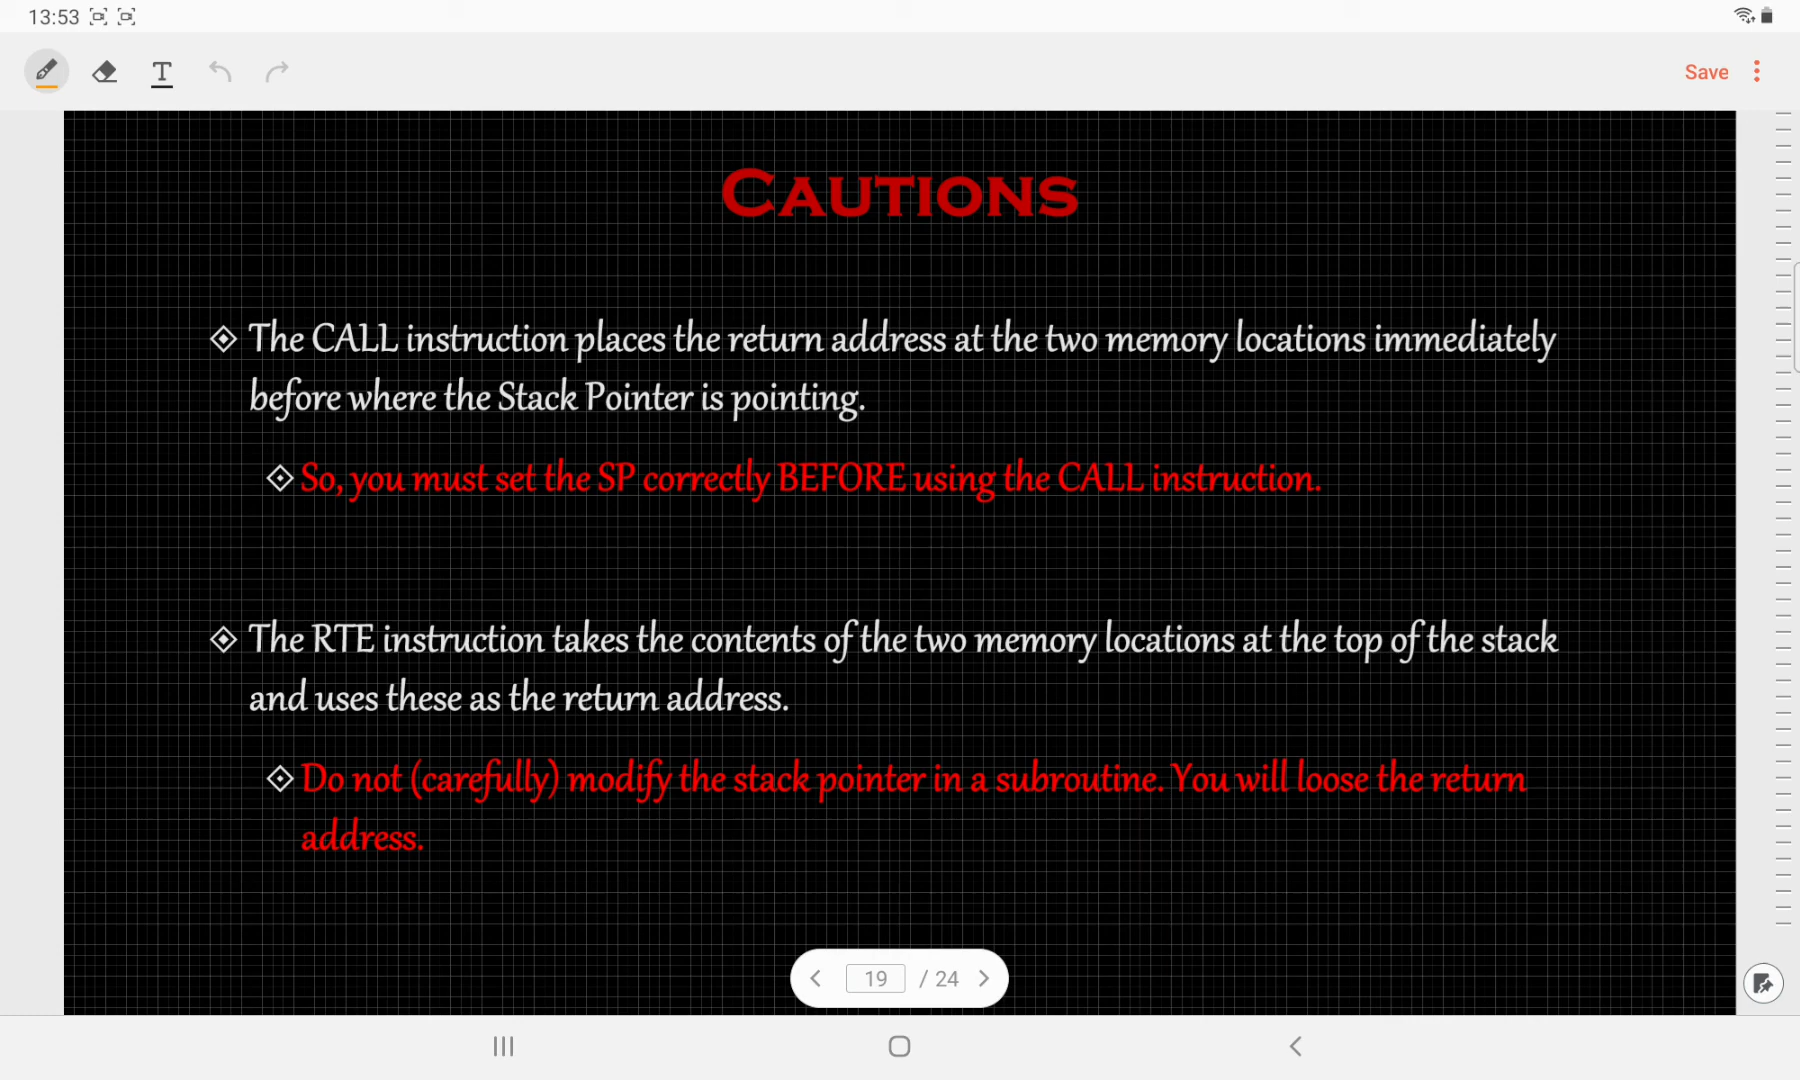 13:53
T
Save
CAUTIONS
The CALL instruction places the return address at the two memory locations immediately
before where the Stack Pointer is pointing.
So, you must set the SP correctly BEFORE using the CALL instruction.
The RTE instruction takes the contents of the two memory locations at the top of the stack
and uses these as the return address.
Do not (carefully) modify the stack pointer in a subroutine. You will loose the return
address.
19 / 24